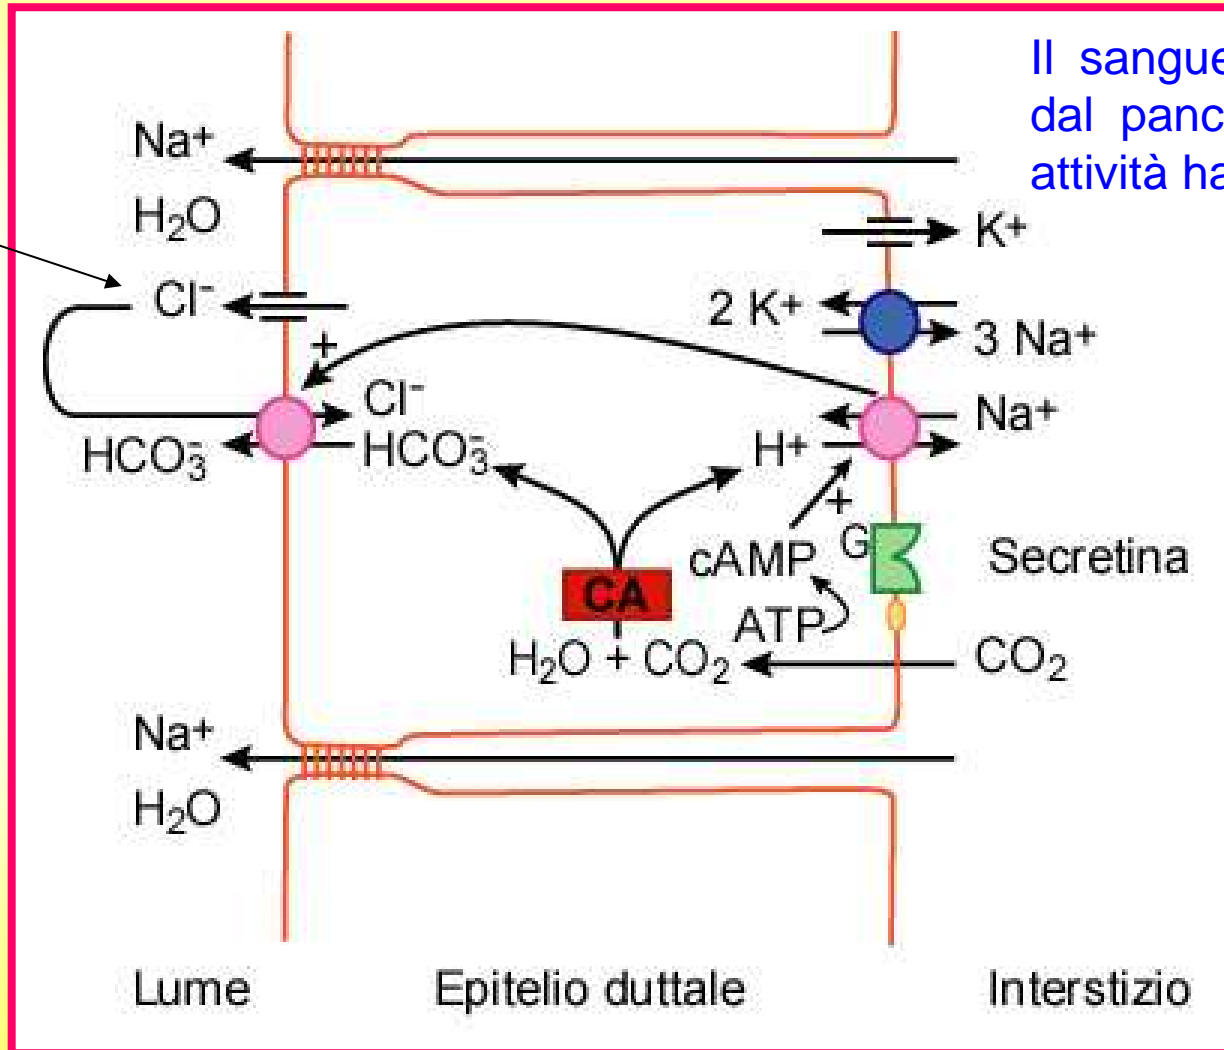 Il sangue
dal panc
attività ha
Na+
H₂O
K+
Cl⁻
2 K+
3 Na+
+
Cl⁻
Na+
HCO₃⁻
HCO₃⁻
H+
+
cAMP
G
Secretina
CA
ATP
H₂O + CO₂
CO₂
Na+
H₂O
Lume
Epitelio duttale
Interstizio